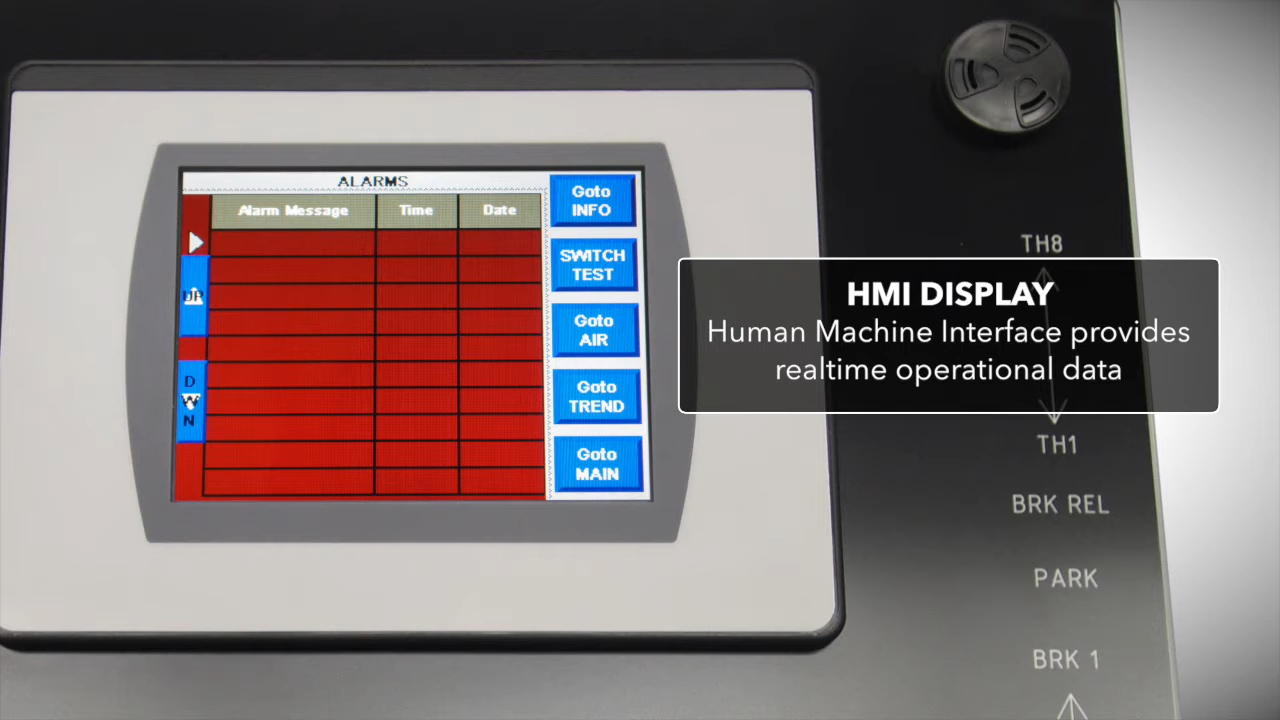 ALARMS
Alarm Message Time Date
UP
D
W
N
Goto
INFO
SWITCH
TEST
Goto
AIR
Goto
TREND
Goto
MAIN
HMI DISPLAY
Human Machine Interface provides
realtime operational data
TH8
TH1
BRK REL
PARK
BRK 1